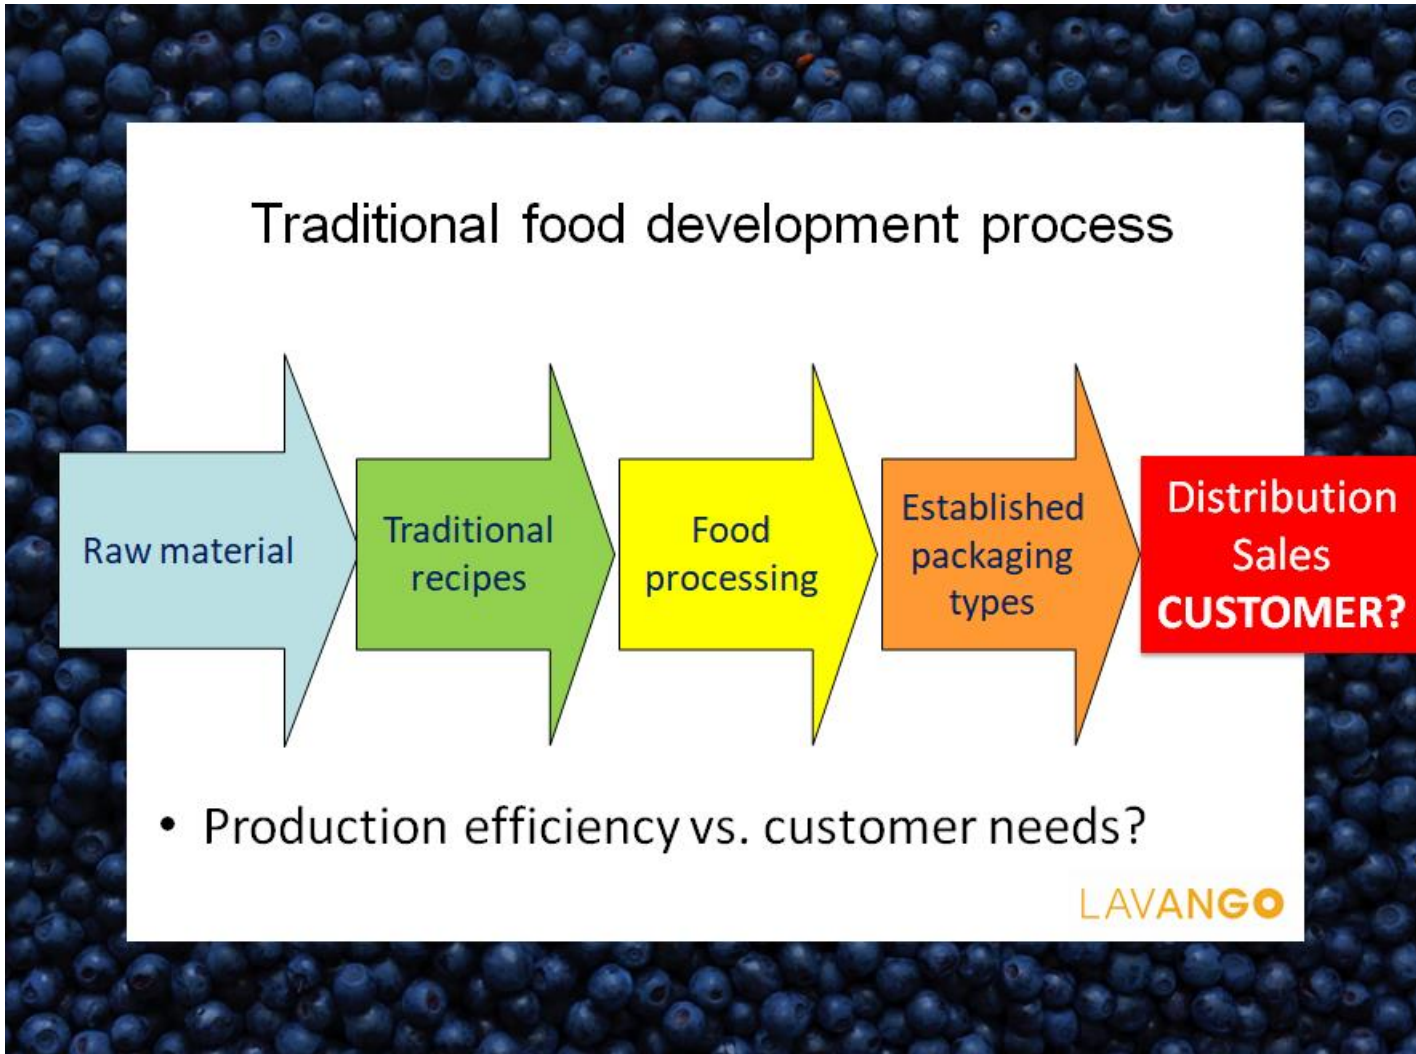 Traditional food development process
Raw material
Traditional
recipes
Food
processing
Established
packaging
types
Distribution
Sales
CUSTOMER?
• Production efficiency vs. customer needs?
LAVANGO